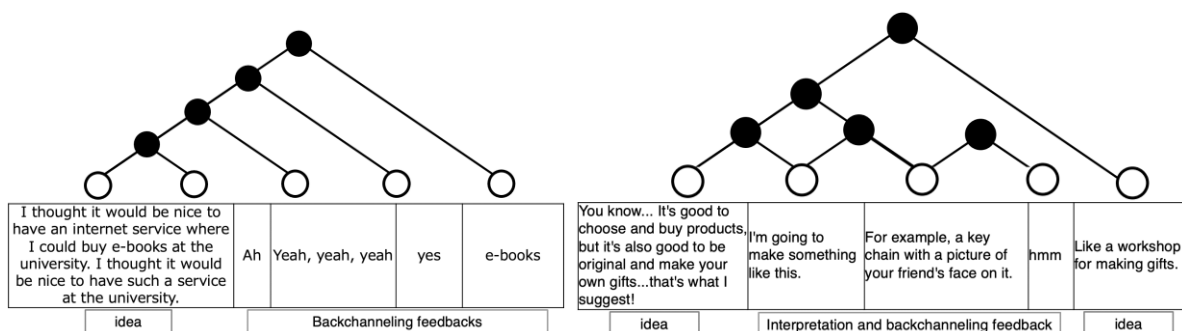 I thought it would be nice to
have an internet service where
I could buy e-books at the
university. I thought it would
be nice to have such a service
at the university.
Ah
Yeah, yeah, yeah
yes
e-books
idea
Backchanneling feedbacks
You know... It's good to
choose and buy products,
but it's also good to be
original and make your
own gifts...that's what I
suggest!
I'm going to
make something
like this.
For example, a key
chain with a picture of
your friend's face on it.
hmm
Like a workshop
for making gifts.
idea
Interpretation and backchanneling feedback
idea